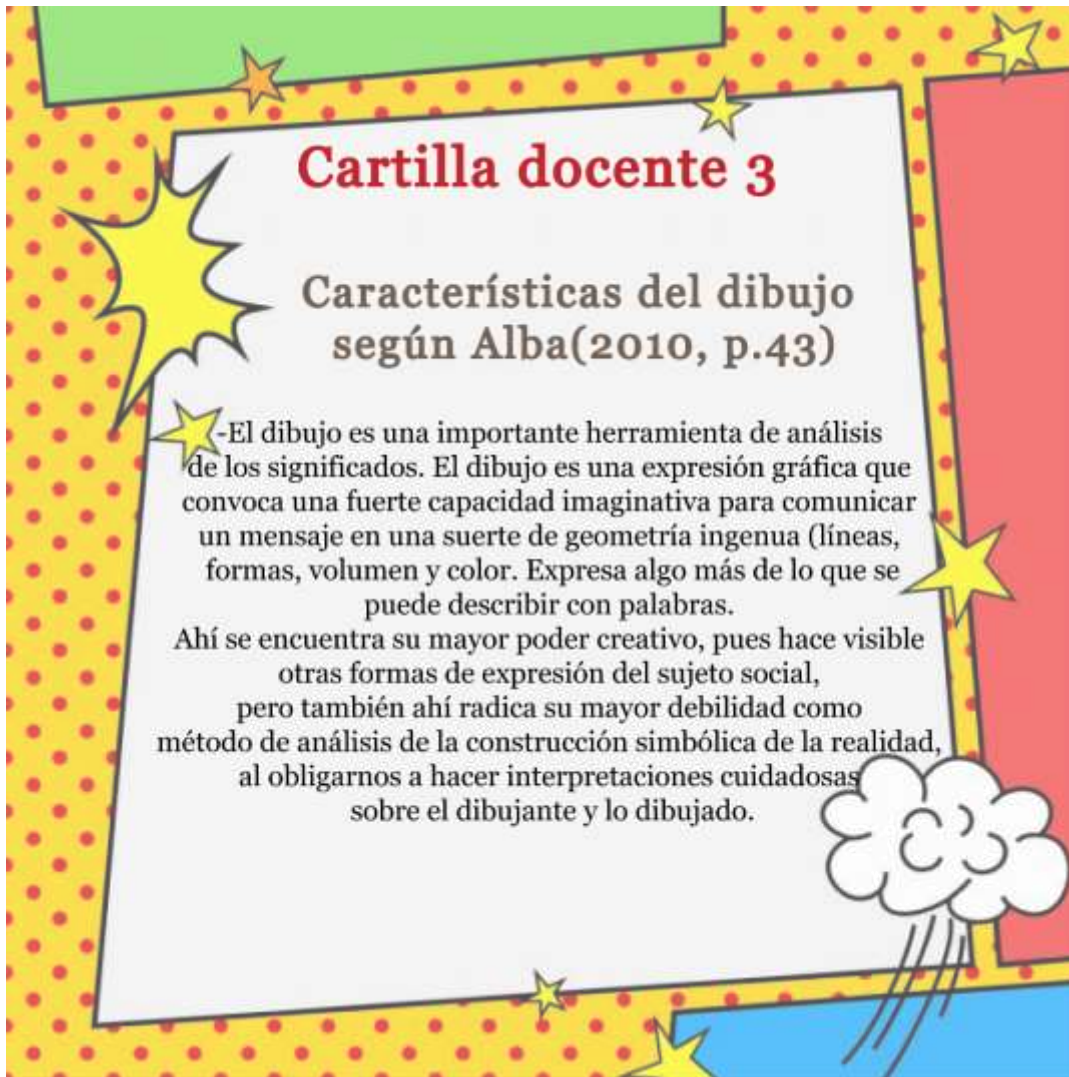 Cartilla docente 3
Características del dibujo
según Alba(2010, p.43)
-El dibujo es una importante herramienta de análisis
de los significados. El dibujo es una expresión gráfica que
convoca una fuerte capacidad imaginativa para comunicar
un mensaje en una suerte de geometría ingenua (líneas,
formas, volumen y color. Expresa algo más de lo que se
puede describir con palabras.
Ahí se encuentra su mayor poder creativo, pues hace visible
otras formas de expresión del sujeto social,
pero también ahí radica su mayor debilidad como
método de análisis de la construcción simbólica de la realidad,
al obligarnos a hacer interpretaciones cuidadosas
sobre el dibujante y lo dibujado.